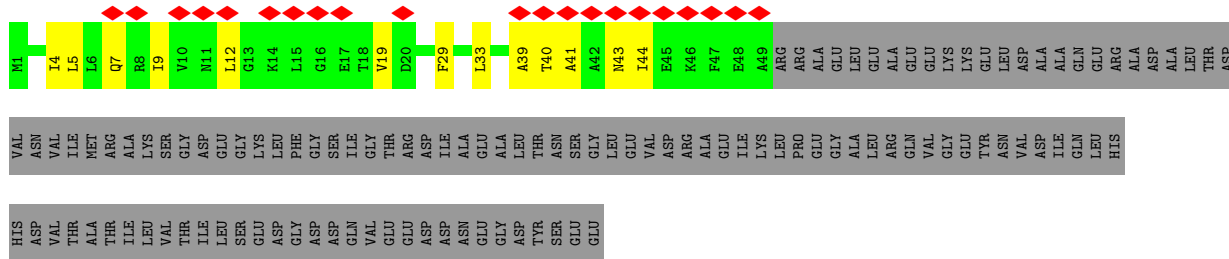 M1 I4 L5 L6 Q7 R8 I9 V10 N11 L12 G13 K14 L15 G16 E17 T18 V19 D20 F29 L33 A39 T40 A41 A42 N43 I44 E45 K46 F47 E48 A49 ARG ARG ALA GLU LEU GLU ALA GLU GLU LYS LYS GLU LEU ASP ALA ALA GLN GLU ARG ALA ASP ALA LEU THR ASP
VAL ASN VAL ILE MET ARG ALA LYS SER GLY ASP GLU GLY LYS LEU PHE GLY SER ILE GLY THR ARG ASP ILE ALA GLU ALA LEU THR ASN SER GLY LEU GLU VAL ASP ARG ALA GLU ILE LYS LEU PRO GLU GLY ALA LEU ARG GLN VAL GLY GLU TYR ASN VAL ASP ILE GLN LEU HIS
HIS ASP VAL THR ALA THR ILE LEU VAL THR ILE LEU SER GLU ASP GLY ASP ASP GLN VAL GLU GLU ASP ASP ASN GLU GLY ASP TYR SER GLU GLU